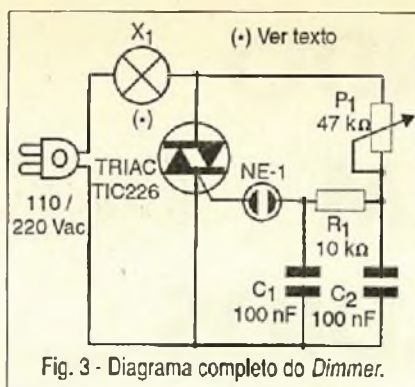 X1
(•) Ver texto
(•)
P1
47 kΩ
NE-1
TRIAC
TIC226
110 /
220 Vac
R1
10 kΩ
C1
100 nF
C2
100 nF
Fig. 3 - Diagrama completo do Dimmer.